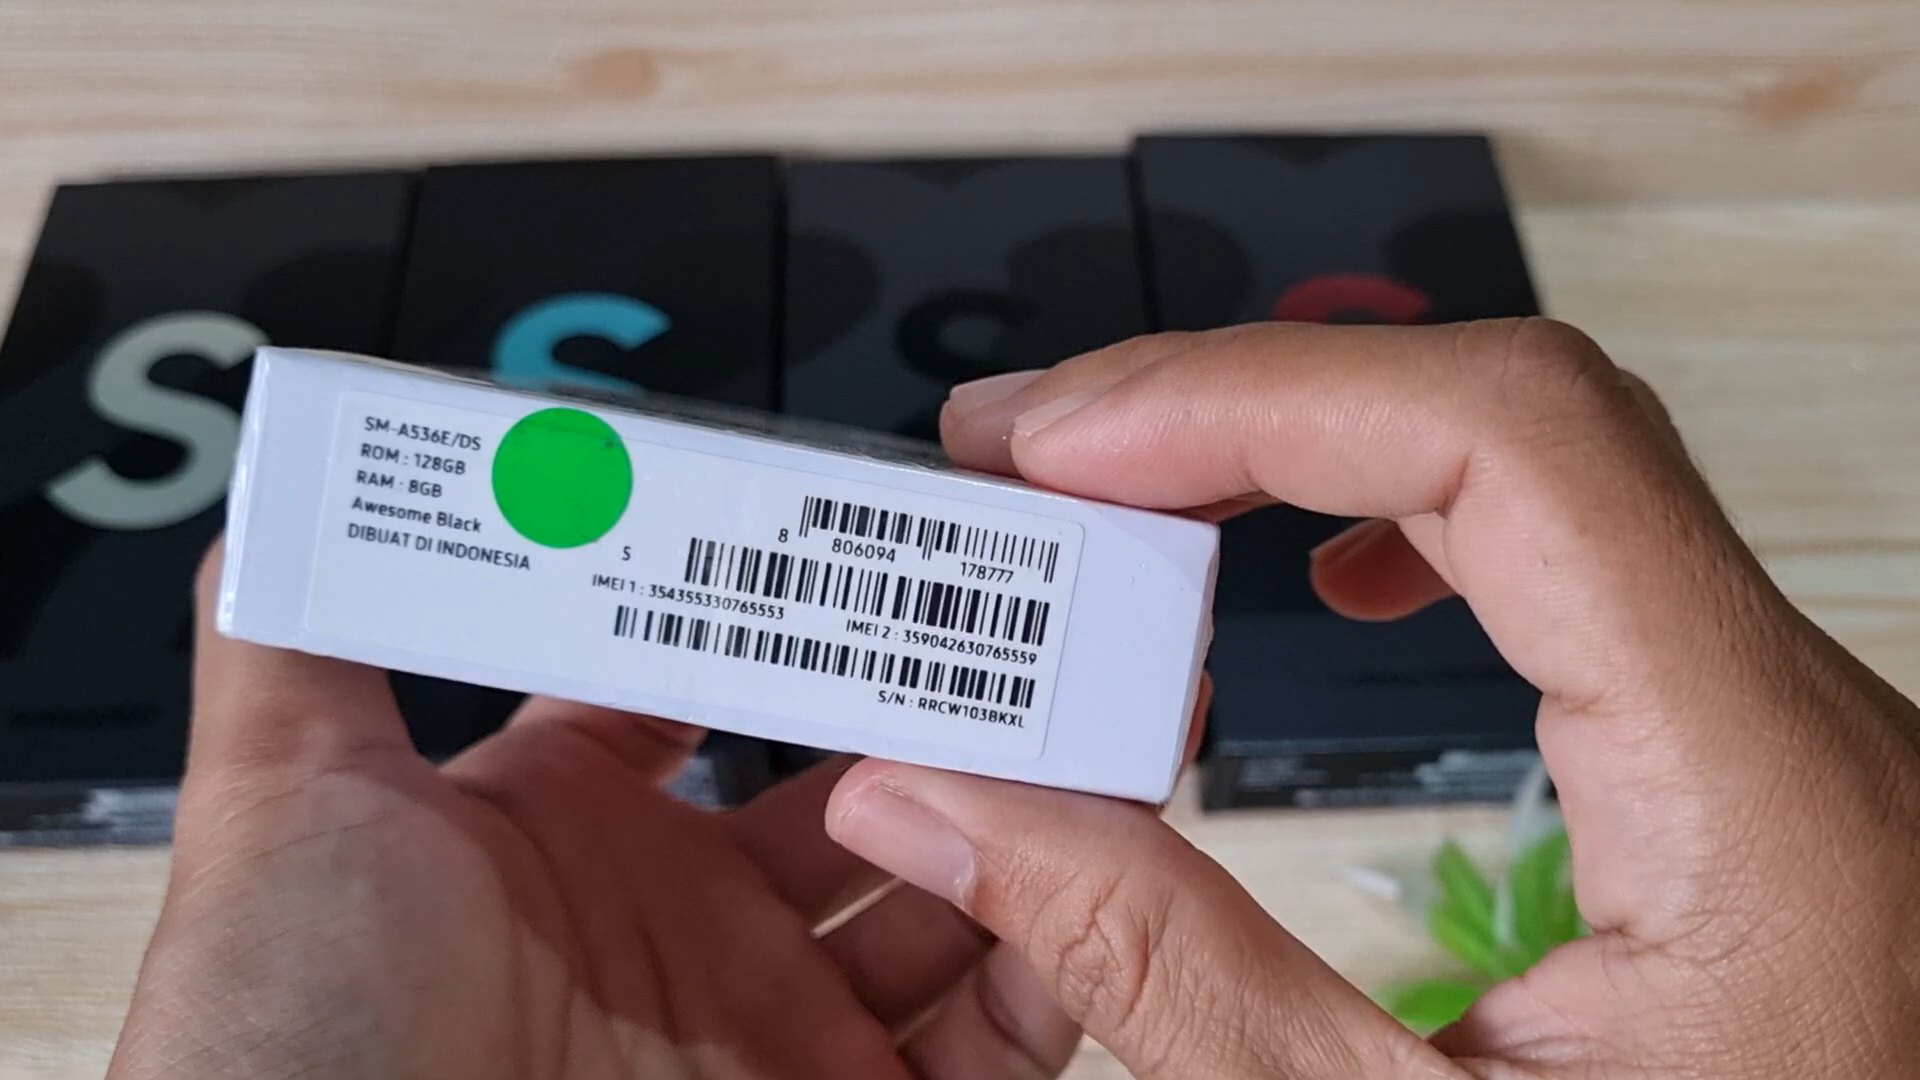 SM-A536E/DS
ROM : 128GB
RAM : 8GB
Awesome Black
DIBUAT DI INDONESIA
8 806094 178777
5
IMEI 1 : 354355330765553
IMEI 2 : 359042630765559
S/N : RRCW103BKXL
S
S
S
S